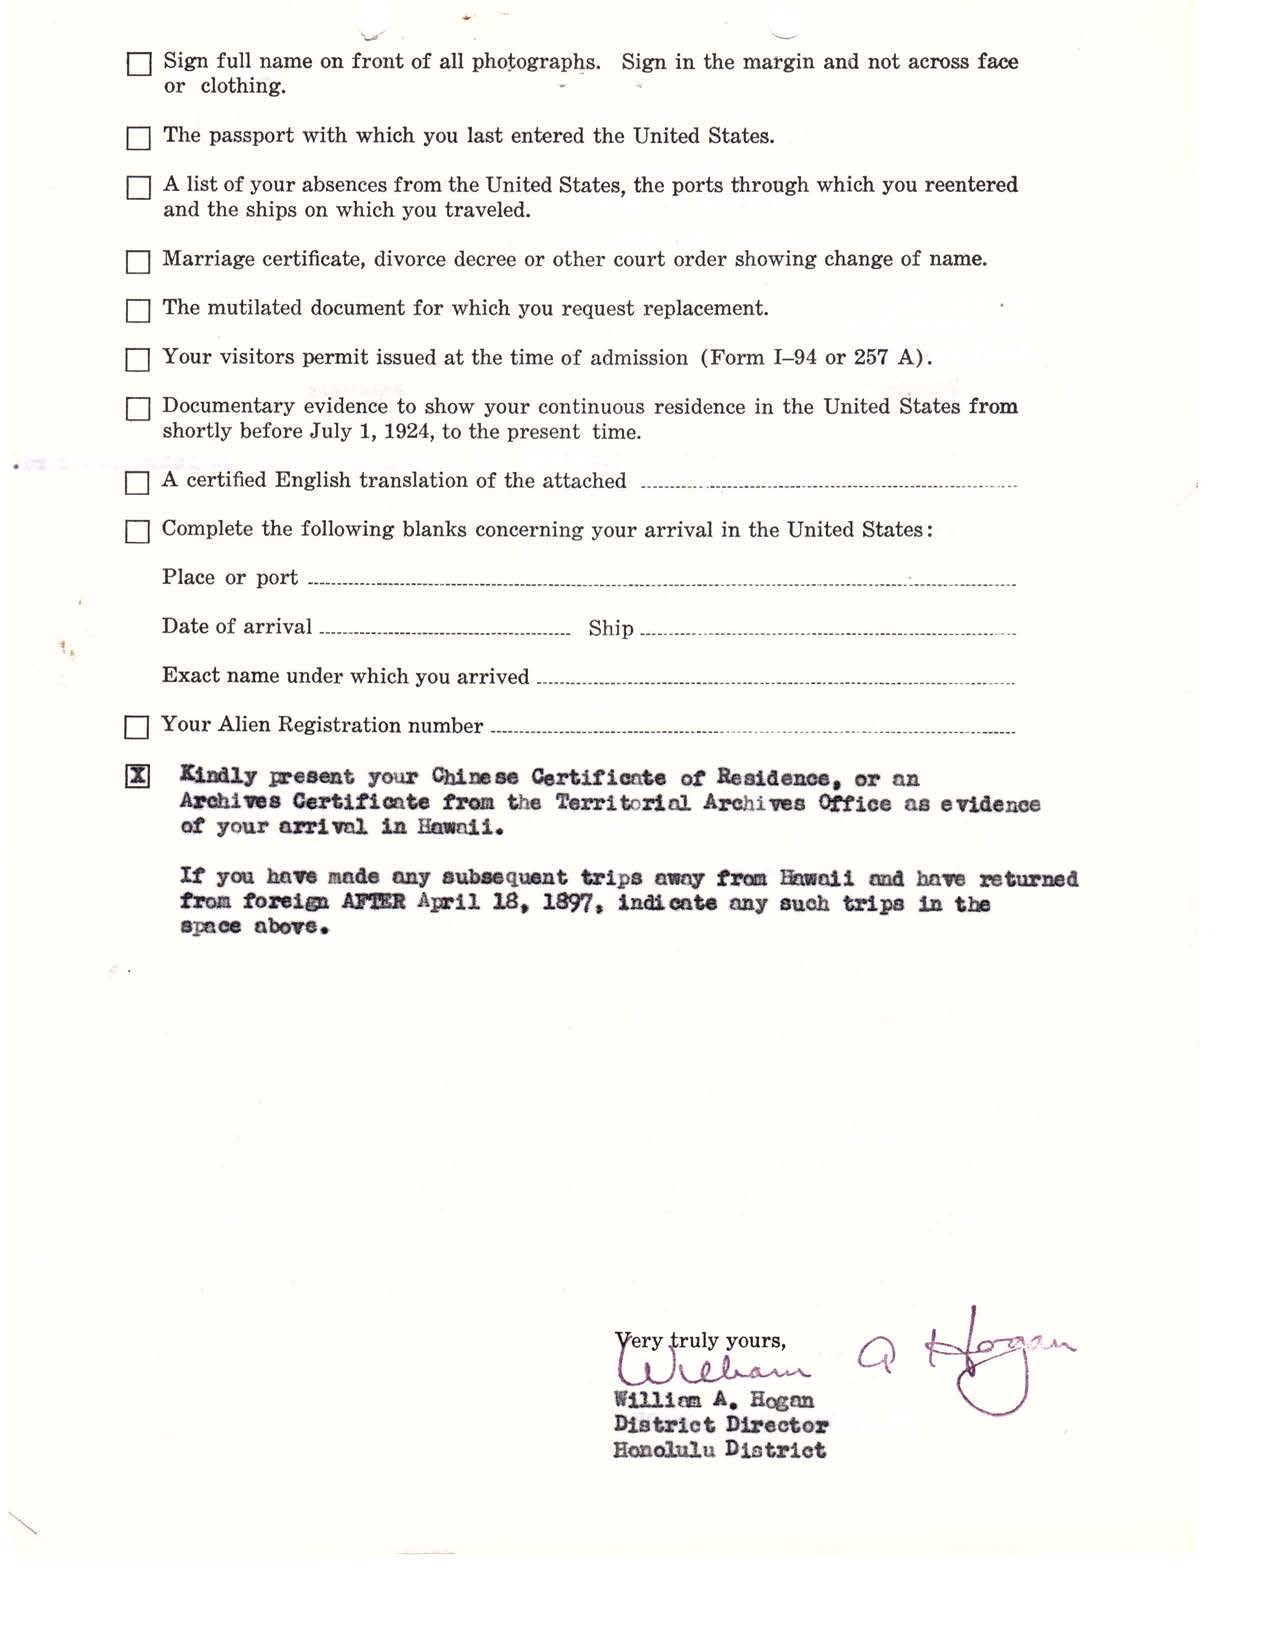 ☐ Sign full name on front of all photographs. Sign in the margin and not across face
or clothing.
☐ The passport with which you last entered the United States.
☐ A list of your absences from the United States, the ports through which you reentered
and the ships on which you traveled.
☐ Marriage certificate, divorce decree or other court order showing change of name.
☐ The mutilated document for which you request replacement.
☐ Your visitors permit issued at the time of admission (Form I–94 or 257 A).
☐ Documentary evidence to show your continuous residence in the United States from
shortly before July 1, 1924, to the present time.
☐ A certified English translation of the attached
☐ Complete the following blanks concerning your arrival in the United States:
Place or port
Date of arrival Ship
Exact name under which you arrived
☐ Your Alien Registration number
X Kindly present your Chinese Certificate of Residence, or an
Archives Certificate from the Territorial Archives Office as evidence
of your arrival in Hawaii.
If you have made any subsequent trips away from Hawaii and have returned
from foreign AFTER April 18, 1897, indicate any such trips in the
space above.
Very truly yours,
William A Hogan
William A. Hogan
District Director
Honolulu District